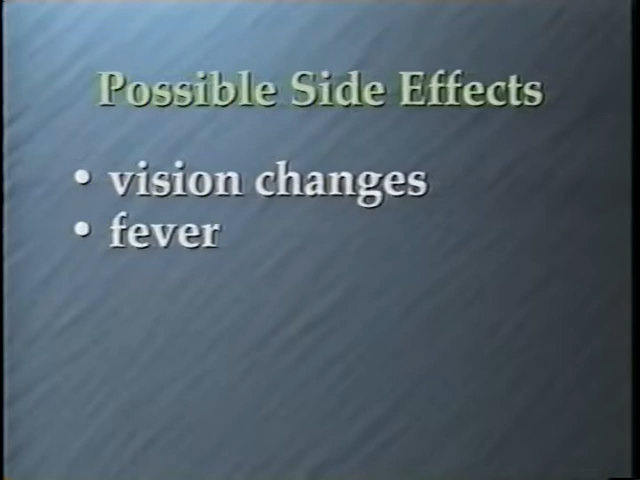 Possible Side Effects
• vision changes
• fever